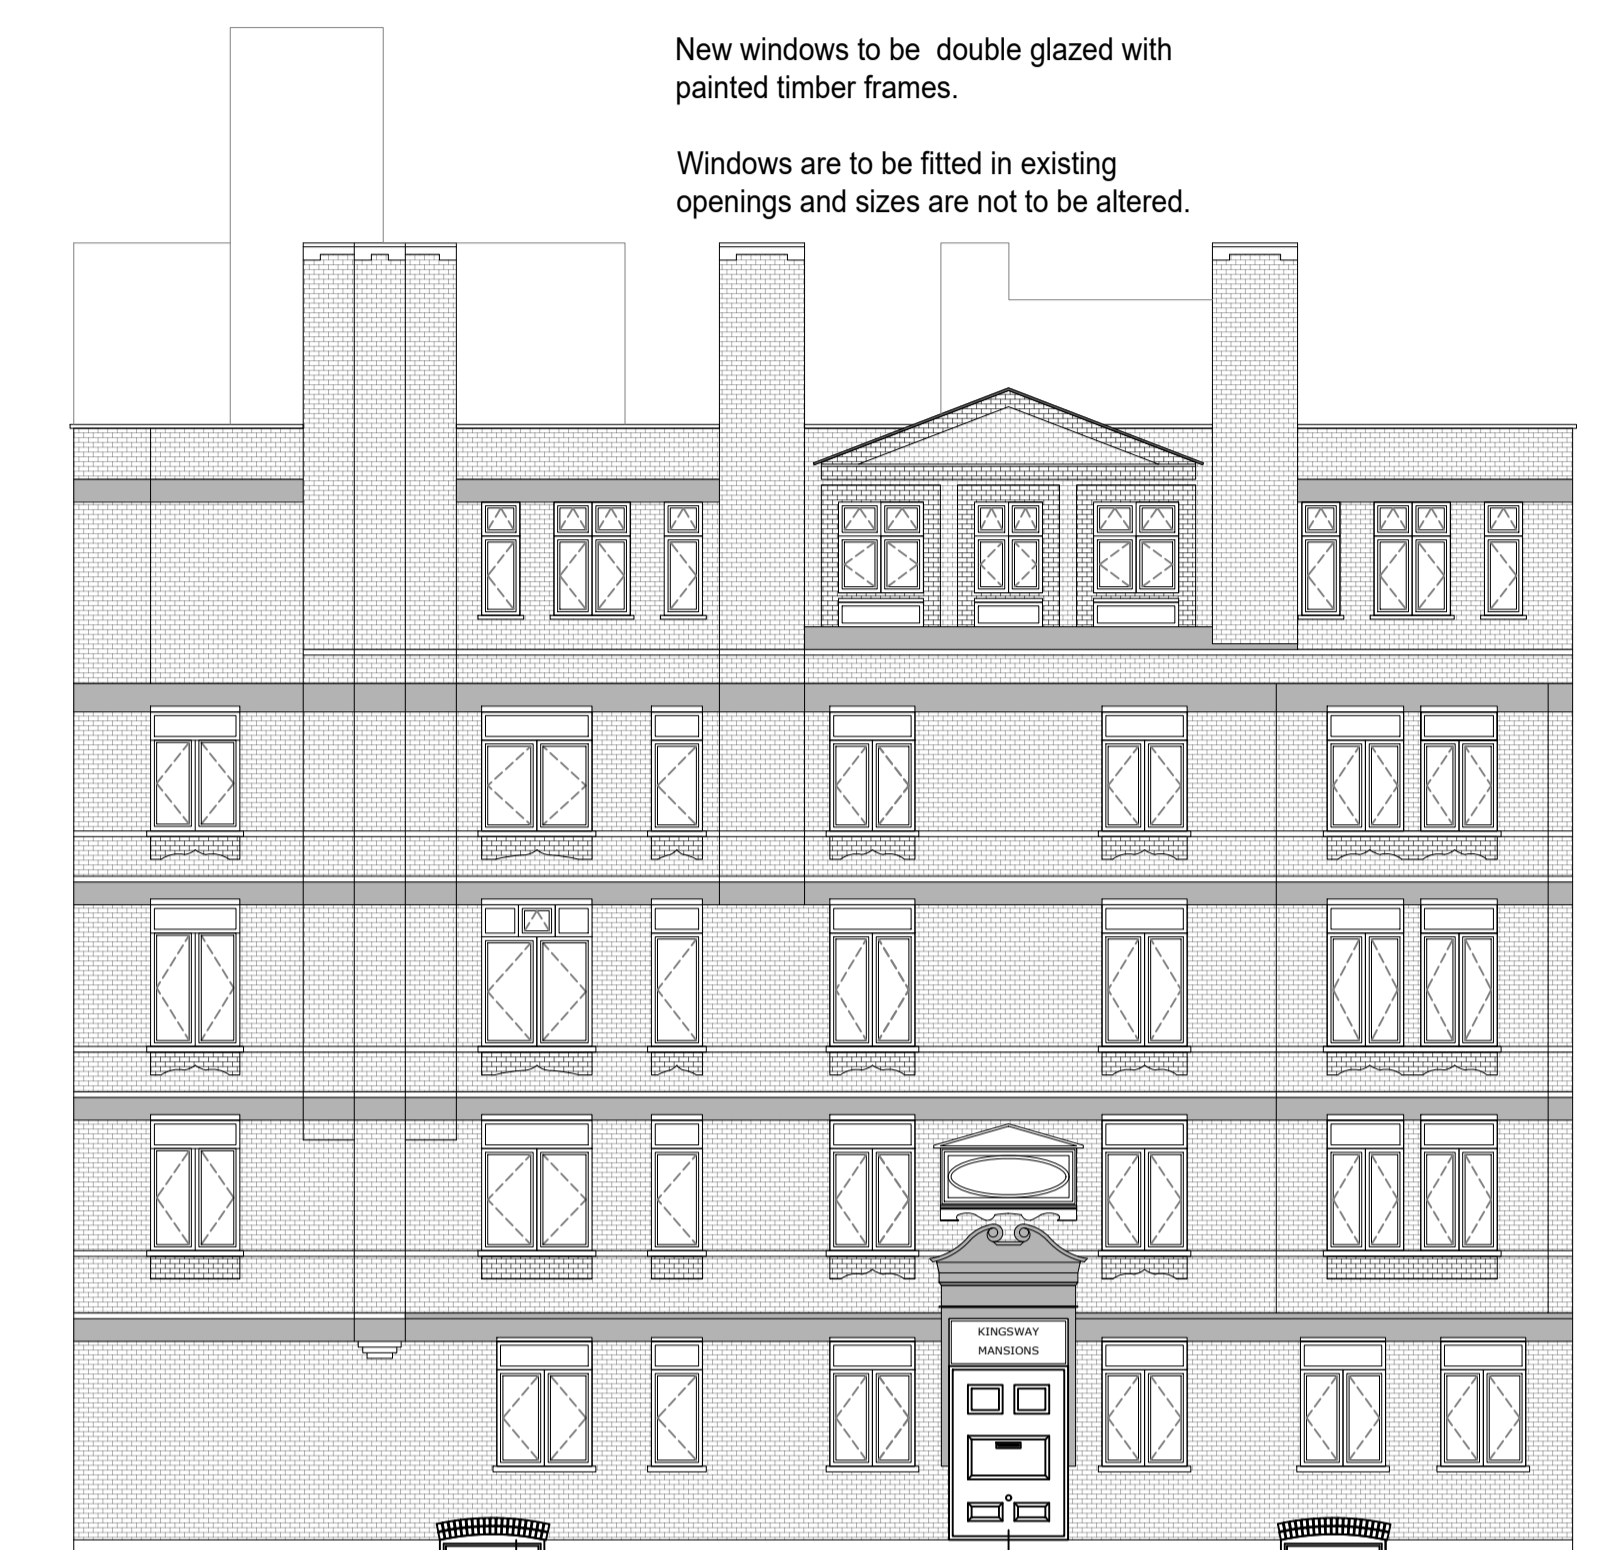 New windows to be  double glazed with
painted timber frames.
Windows are to be fitted in existing
openings and sizes are not to be altered.
KINGSWAY
MANSIONS